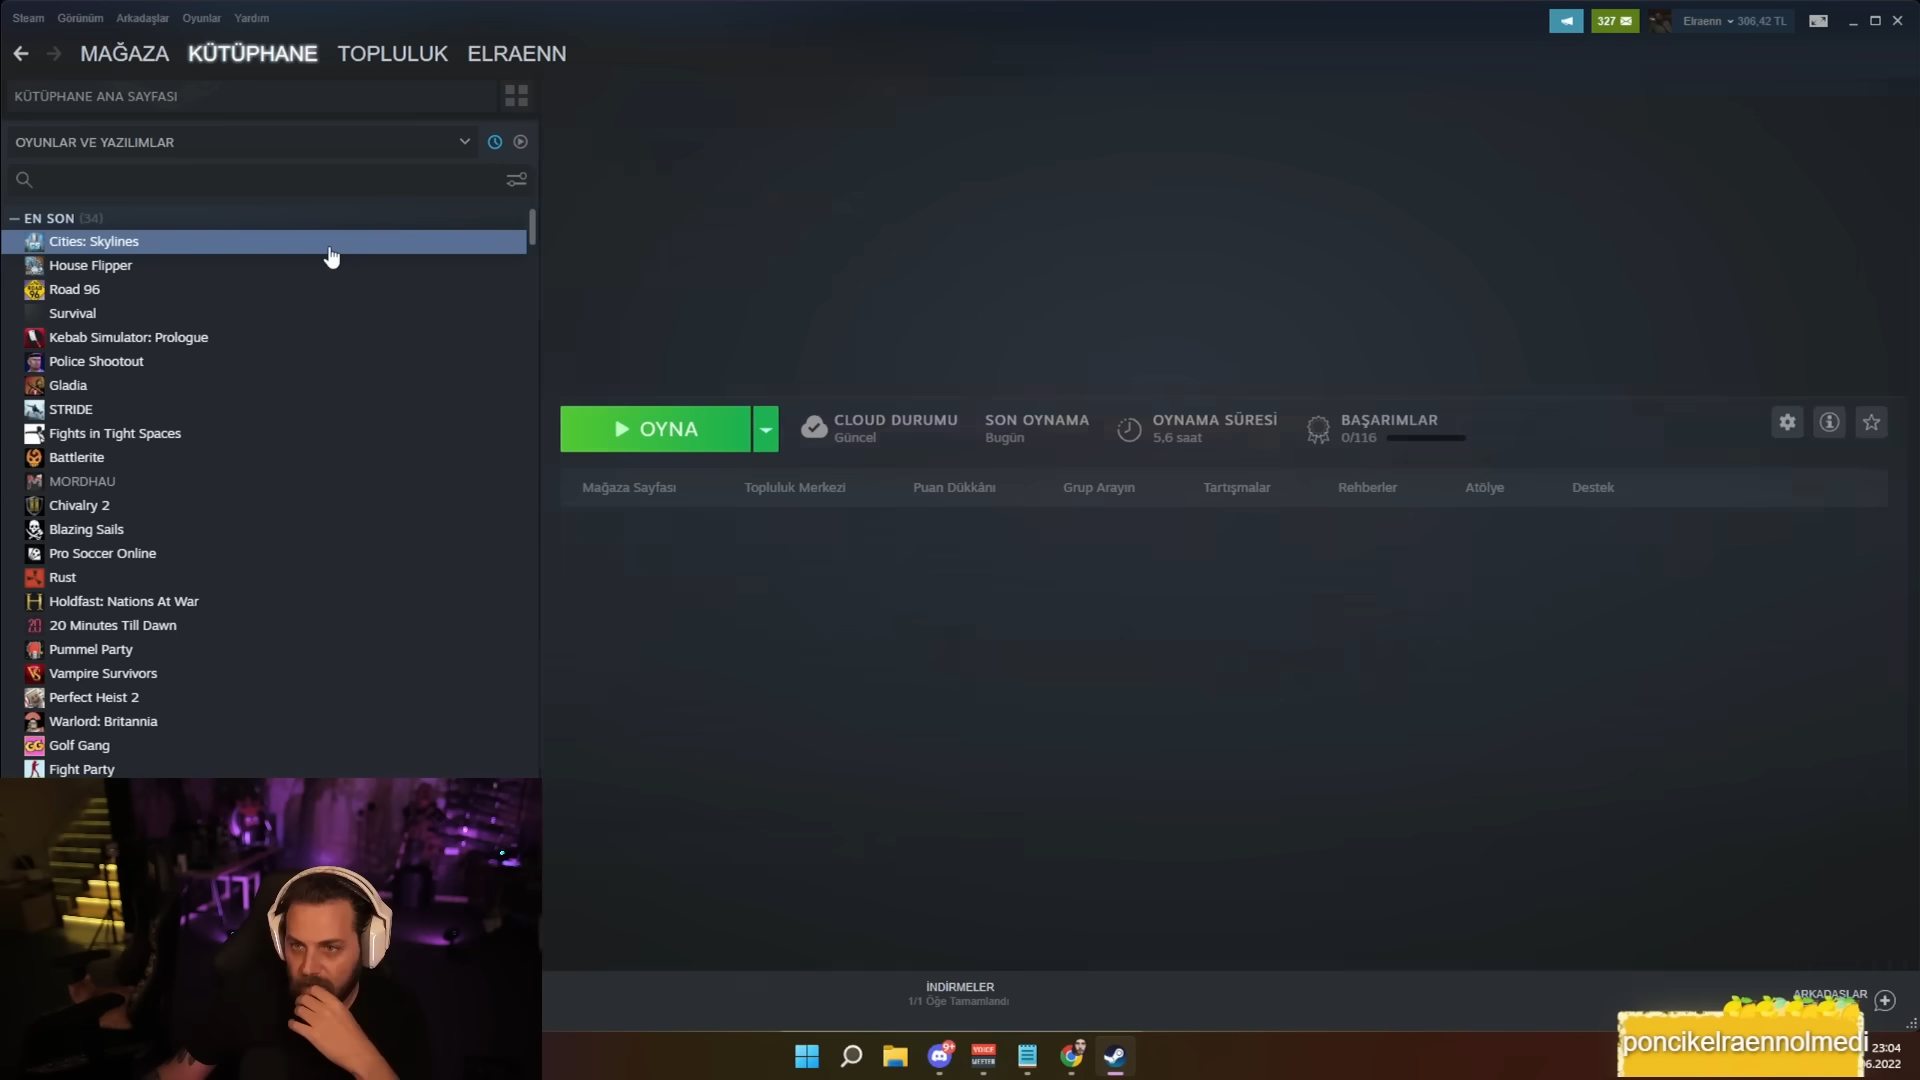 Steam Görünüm Arkadaşlar Oyunlar Yardım
327
Elraenn 306,42 TL
MAĞAZA KÜTÜPHANE TOPLULUK ELRAENN
KÜTÜPHANE ANA SAYFASI
OYUNLAR VE YAZILIMLAR
— EN SON (34)
Cities: Skylines
House Flipper
Road 96
Survival
Kebab Simulator: Prologue
Police Shootout
Gladia
STRIDE
Fights in Tight Spaces
Battlerite
MORDHAU
Chivalry 2
Blazing Sails
Pro Soccer Online
Rust
Holdfast: Nations At War
20 Minutes Till Dawn
Pummel Party
Vampire Survivors
Perfect Heist 2
Warlord: Britannia
Golf Gang
Fight Party
OYNA
CLOUD DURUMU
Güncel
SON OYNAMA
Bugün
OYNAMA SÜRESİ
5,6 saat
BAŞARIMLAR
0/116
Mağaza Sayfası Topluluk Merkezi Puan Dükkânı Grup Arayın Tartışmalar Rehberler Atölye Destek
İNDİRMELER
1/1 Öğe Tamamlandı
ARKADAŞLAR
poncikelraennolmedi
9+
VOICE
MEETER
23:04
06.2022